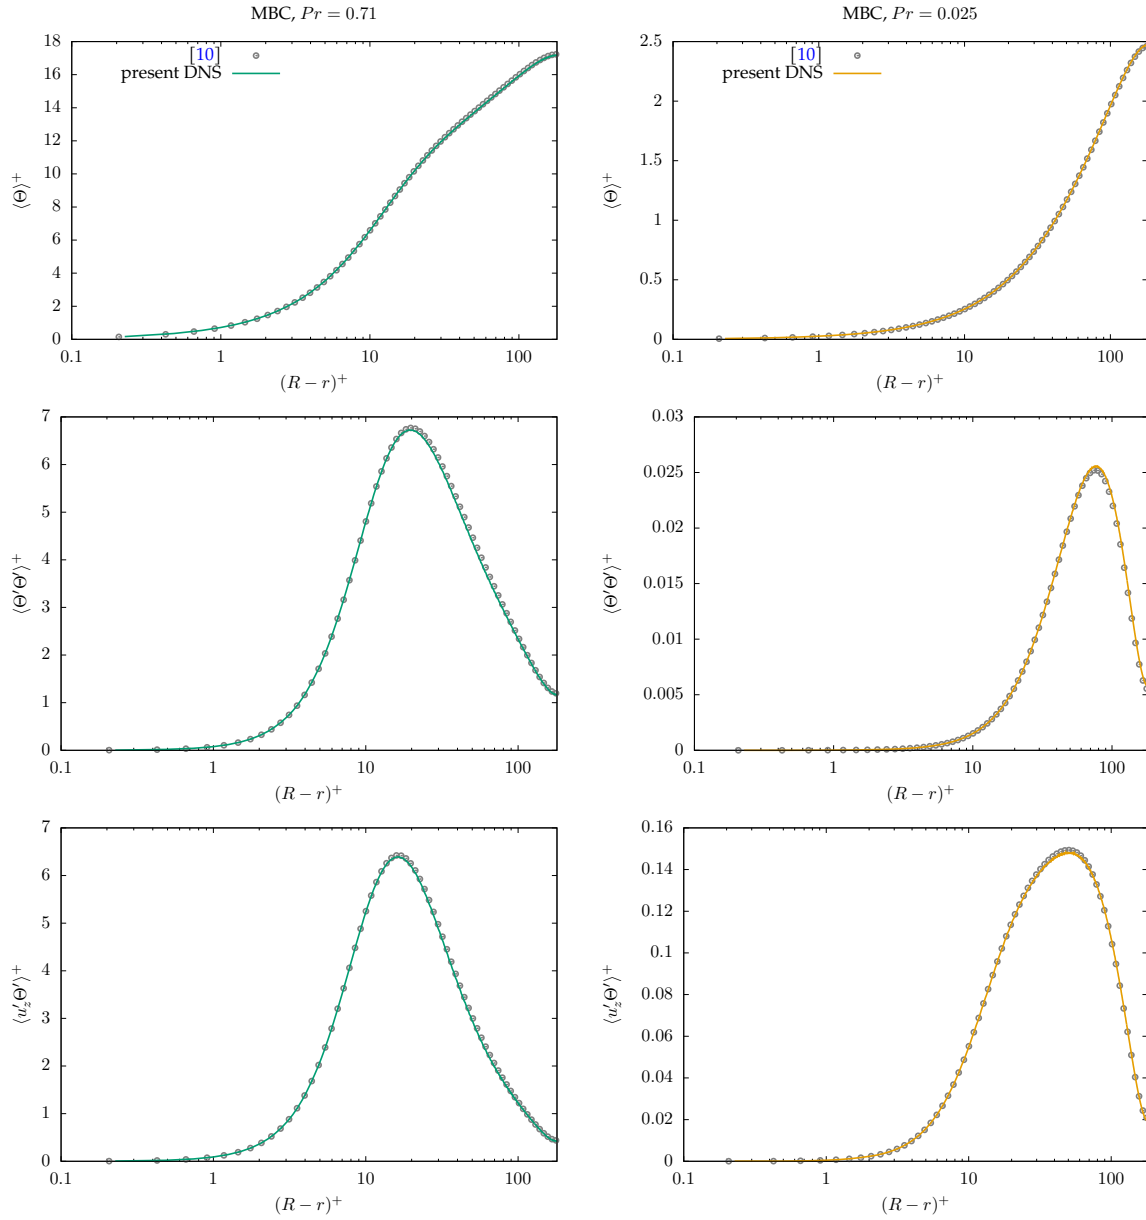 MBC, Pr = 0.71
[10]
present DNS
18
16
14
12
10
8
6
4
2
0
⟨Θ⟩⁺
0.1 1 10 100
(R − r)⁺
MBC, Pr = 0.025
[10]
present DNS
2.5
2
1.5
1
0.5
0
⟨Θ⟩⁺
0.1 1 10 100
(R − r)⁺
7
6
5
4
3
2
1
0
⟨Θ′Θ′⟩⁺
0.1 1 10 100
(R − r)⁺
0.03
0.025
0.02
0.015
0.01
0.005
0
⟨Θ′Θ′⟩⁺
0.1 1 10 100
(R − r)⁺
7
6
5
4
3
2
1
0
⟨u′zΘ′⟩⁺
0.1 1 10 100
(R − r)⁺
0.16
0.14
0.12
0.1
0.08
0.06
0.04
0.02
0
⟨u′zΘ′⟩⁺
0.1 1 10 100
(R − r)⁺